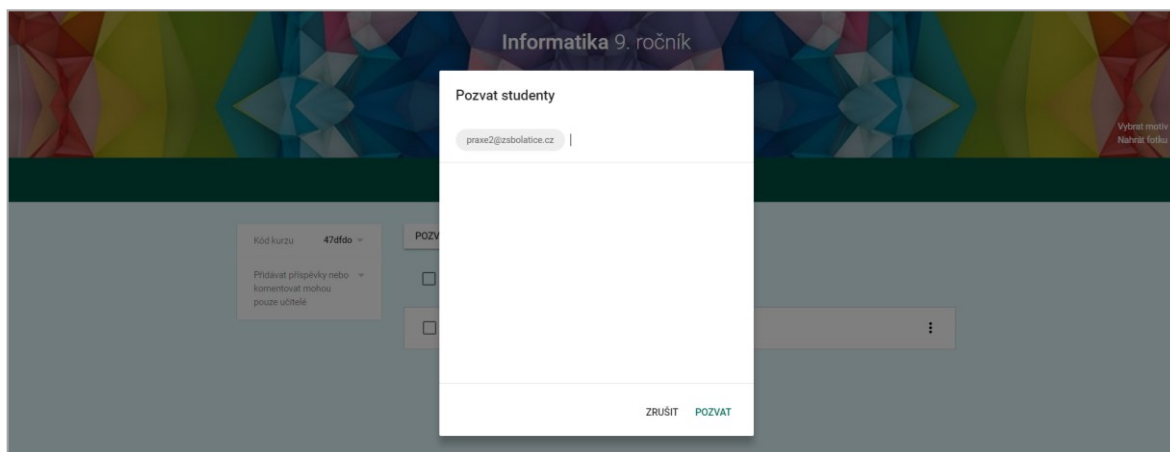 Informatika 9. ročník
Pozvat studenty
praxe2@zsbolatice.cz
Vybrat motiv
Nahrát fotku
Kód kurzu 47dfdo
POZV
Přidávat příspěvky nebo
komentovat mohou
pouze učitelé
ZRUŠIT POZVAT